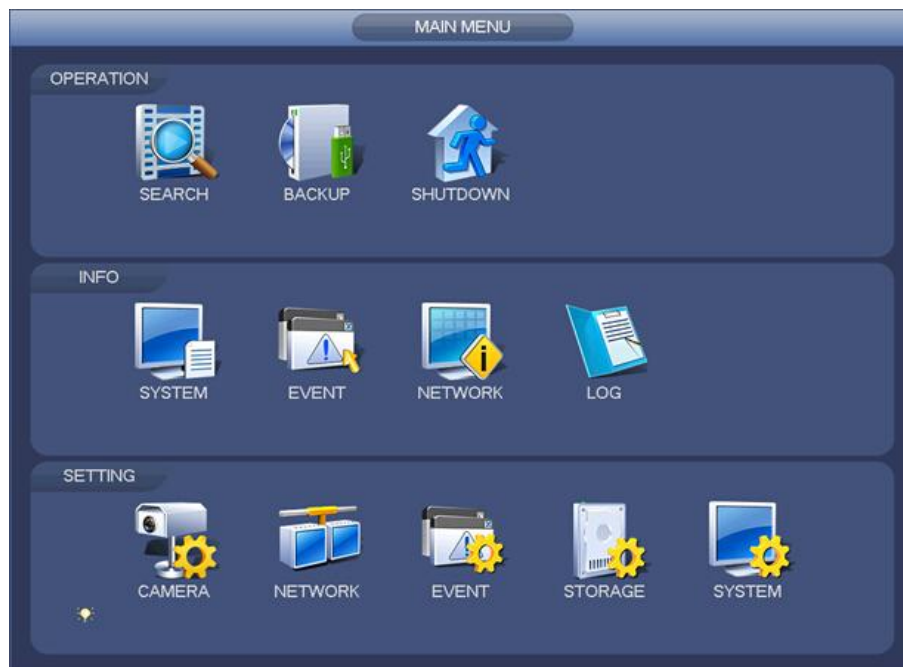 MAIN MENU
OPERATION
SEARCH BACKUP SHUTDOWN
INFO
SYSTEM EVENT NETWORK LOG
SETTING
CAMERA NETWORK EVENT STORAGE SYSTEM